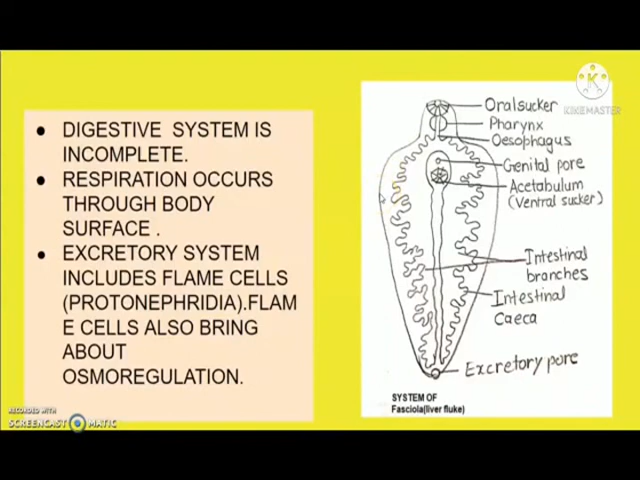 DIGESTIVE SYSTEM IS
INCOMPLETE.
RESPIRATION OCCURS
THROUGH BODY
SURFACE .
EXCRETORY SYSTEM
INCLUDES FLAME CELLS
(PROTONEPHRIDIA).FLAM
E CELLS ALSO BRING
ABOUT
OSMOREGULATION.
K
KINEMASTER
Oralsucker
Pharynx
Oesophagus
Genital pore
Acetabulum
(Ventral sucker)
Intestinal
branches
Intestinal
Caeca
Excretory pore
SYSTEM OF
Fasciola(liver fluke)
RECORDED WITH
SCREENCAST MATIC